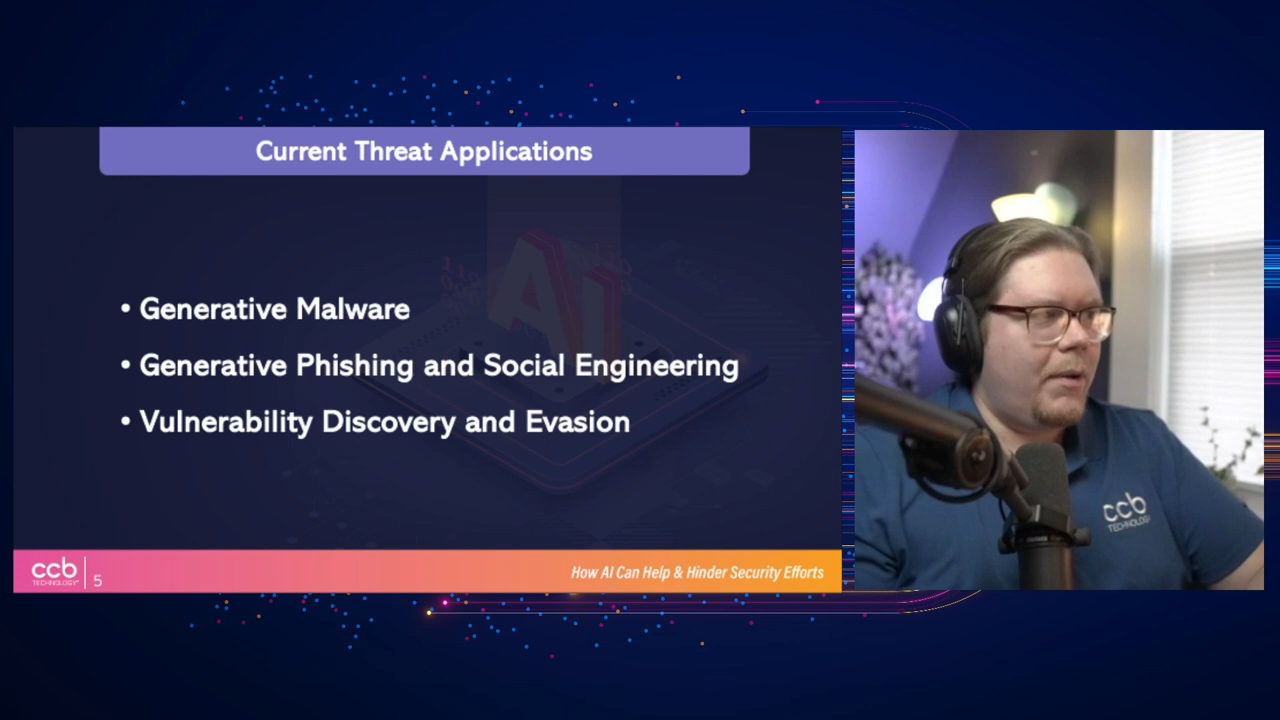 Current Threat Applications
AI
• Generative Malware
• Generative Phishing and Social Engineering
• Vulnerability Discovery and Evasion
ccb
TECHNOLOGY
5
How AI Can Help & Hinder Security Efforts
ccb
TECHNOLOGY